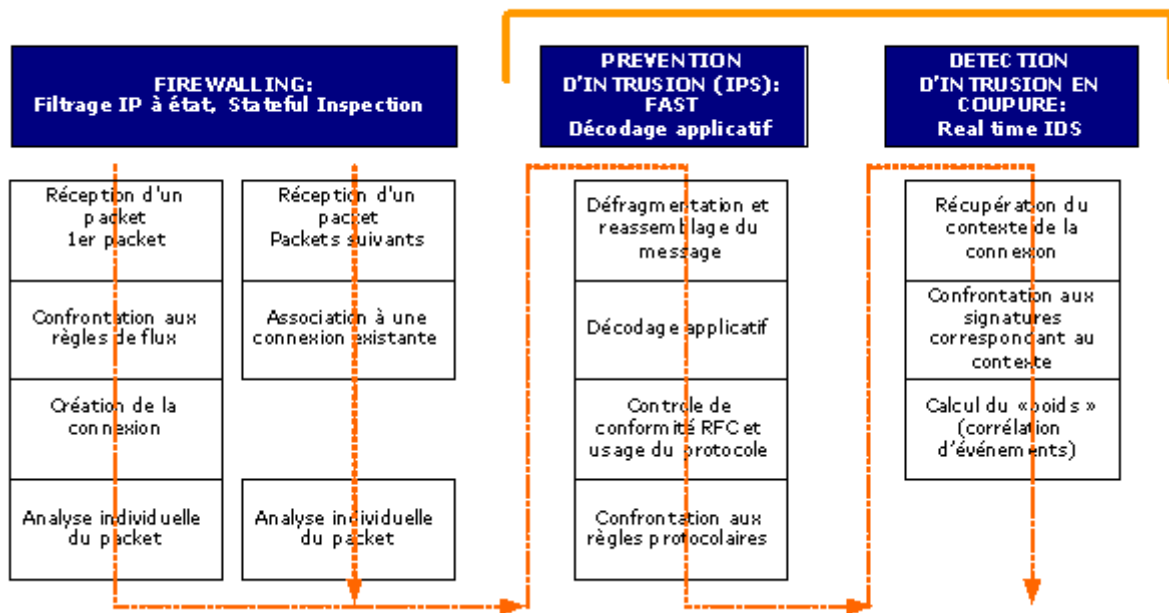 FIREWALLING:
Filtrage IP à état, Stateful Inspection
PREVENTION
D'INTRUSION (IPS):
FAST
Décodage applicatif
DETECTION
D'INTRUSION EN
COUPURE:
Real time IDS
Réception d'un
packet
1er packet
Confrontation aux
règles de flux
Création de la
connexion
Analyse individuelle
du packet
Réception d'un
packet
Packets suivants
Association à une
connexion existante
Analyse individuelle
du packet
Défragmentation et
reassemblage du
message
Décodage applicatif
Controle de
conformité RFC et
usage du protocole
Confrontation aux
règles protocolaires
Récupération du
contexte de la
connexion
Confrontation aux
signatures
correspondant au
contexte
Calcul du «poids »
(corrélation
d'événements)